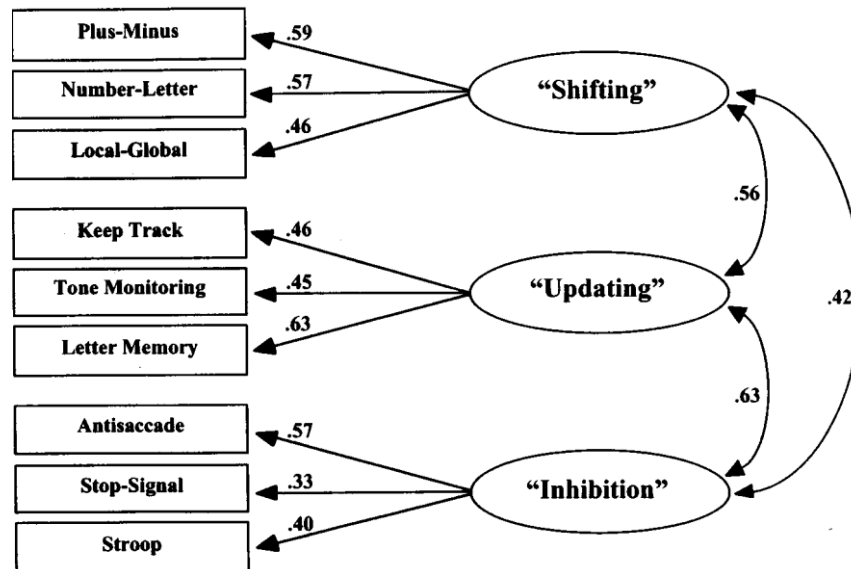 Plus-Minus
.59
Number-Letter
.57
"Shifting"
Local-Global
.46
.56
Keep Track
.46
Tone Monitoring
.45
"Updating"
.42
Letter Memory
.63
.63
Antisaccade
.57
Stop-Signal
.33
"Inhibition"
Stroop
.40